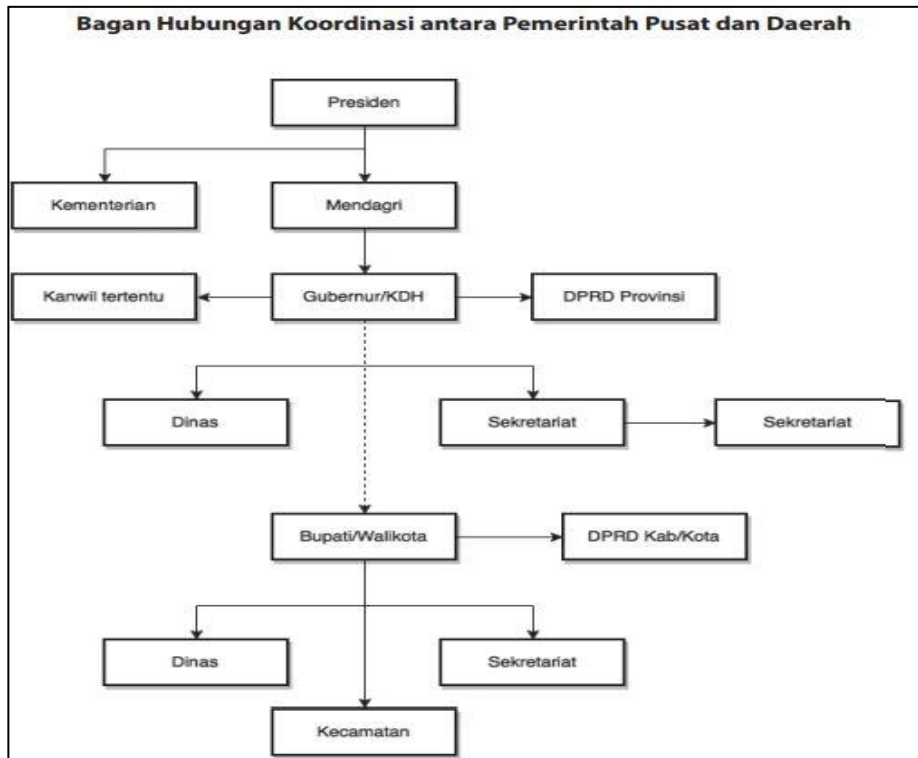 Bagan Hubungan Koordinasi antara Pemerintah Pusat dan Daerah
Presiden
Kementerian
Mendagri
Kanwil tertentu
Gubernur/KDH
DPRD Provinsi
Dinas
Sekretariat
Sekretariat
Bupati/Walikota
DPRD Kab/Kota
Dinas
Sekretariat
Kecamatan